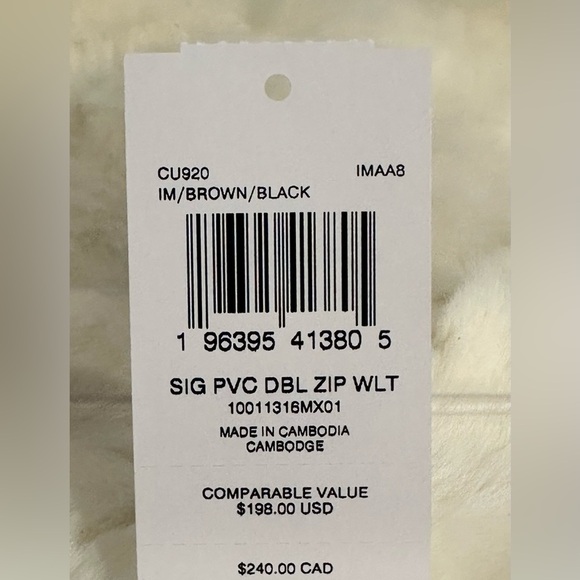 CU920 IMAA8
IM/BROWN/BLACK
1 96395 41380 5
SIG PVC DBL ZIP WLT
10011316MX01
MADE IN CAMBODIA
CAMBODGE
COMPARABLE VALUE
$198.00 USD
$240.00 CAD